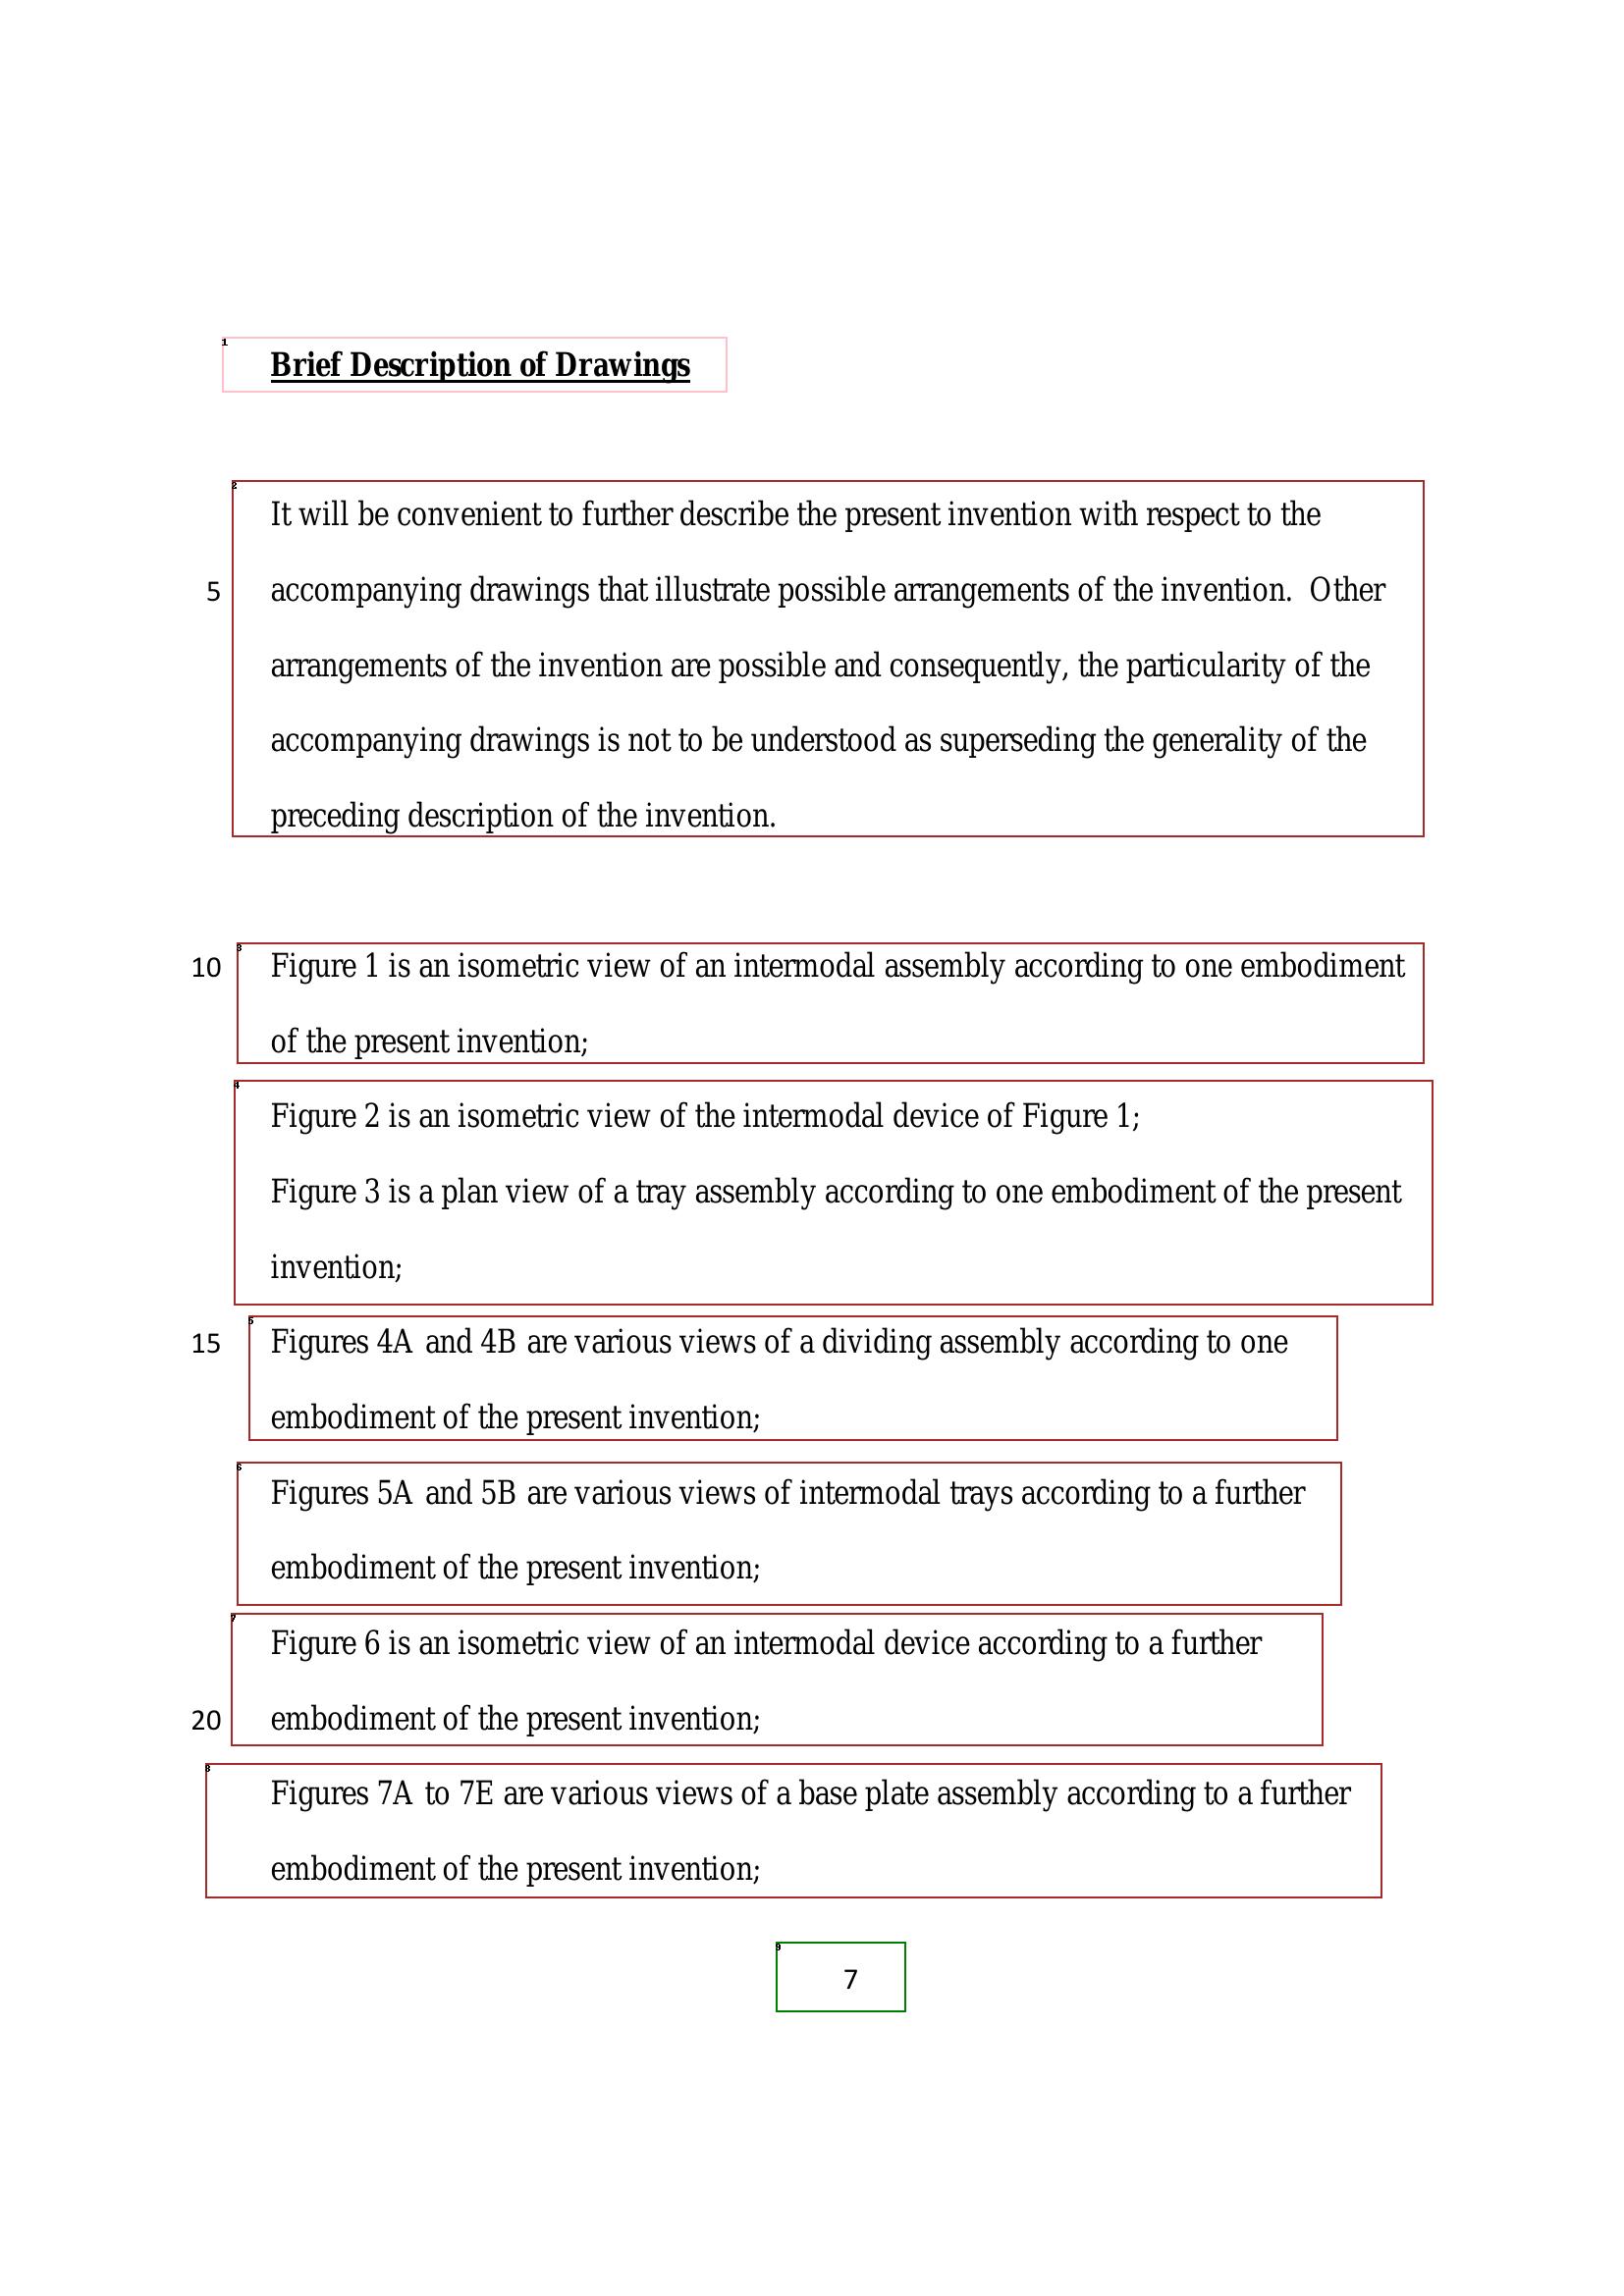 1
Brief Description of Drawings
2
It will be convenient to further describe the present invention with respect to the
5 accompanying drawings that illustrate possible arrangements of the invention.  Other
arrangements of the invention are possible and consequently, the particularity of the
accompanying drawings is not to be understood as superseding the generality of the
preceding description of the invention.
3
10 Figure 1 is an isometric view of an intermodal assembly according to one embodiment
of the present invention;
4
Figure 2 is an isometric view of the intermodal device of Figure 1;
Figure 3 is a plan view of a tray assembly according to one embodiment of the present
invention;
5
15 Figures 4A and 4B are various views of a dividing assembly according to one
embodiment of the present invention;
6
Figures 5A and 5B are various views of intermodal trays according to a further
embodiment of the present invention;
7
Figure 6 is an isometric view of an intermodal device according to a further
20 embodiment of the present invention;
8
Figures 7A to 7E are various views of a base plate assembly according to a further
embodiment of the present invention;
9
7